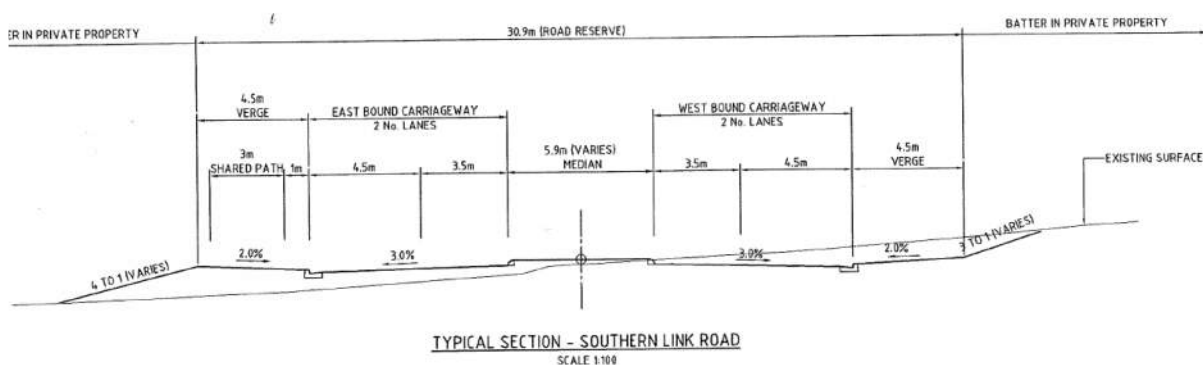 ER IN PRIVATE PROPERTY
30.9m (ROAD RESERVE)
BATTER IN PRIVATE PROPERTY
4.5m
VERGE
EAST BOUND CARRIAGEWAY
2 No. LANES
WEST BOUND CARRIAGEWAY
2 No. LANES
3m
SHARED PATH
1m
4.5m
3.5m
5.9m (VARIES)
MEDIAN
3.5m
4.5m
4.5m
VERGE
EXISTING SURFACE
4 TO 1 (VARIES)
2.0%
3.0%
3.0%
2.0%
3 TO 1 (VARIES)
TYPICAL SECTION - SOUTHERN LINK ROAD
SCALE 1:100